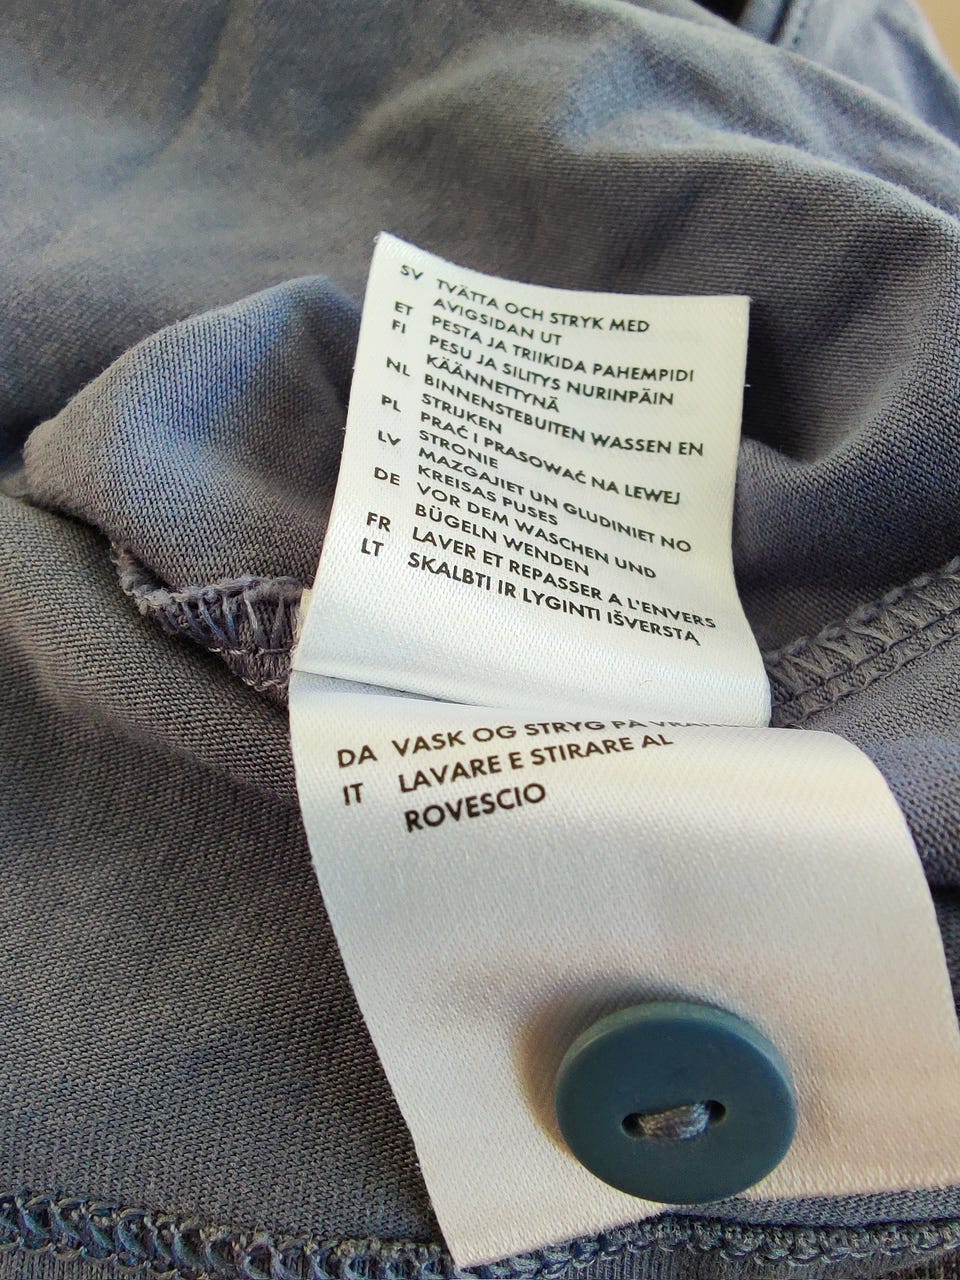 SV TVÄTTA OCH STRYK MED
AVIGSIDAN UT
ET PESTA JA TRIIKIDA PAHEMPIDI
FI PESU JA SILITYS NURINPÄIN
KÄÄNNETTYNÄ
NL BINNENSTEBUITEN WASSEN EN
STRIJKEN
PL PRAĆ I PRASOWAĆ NA LEWEJ
STRONIE
LV MAZGAJIET UN GLUDINIET NO
KREISAS PUSES
DE VOR DEM WASCHEN UND
BÜGELN WENDEN
FR LAVER ET REPASSER A L'ENVERS
LT SKALBTI IR LYGINTI IŠVERSTĄ
DA VASK OG STRYG PÅ
IT LAVARE E STIRARE AL
ROVESCIO